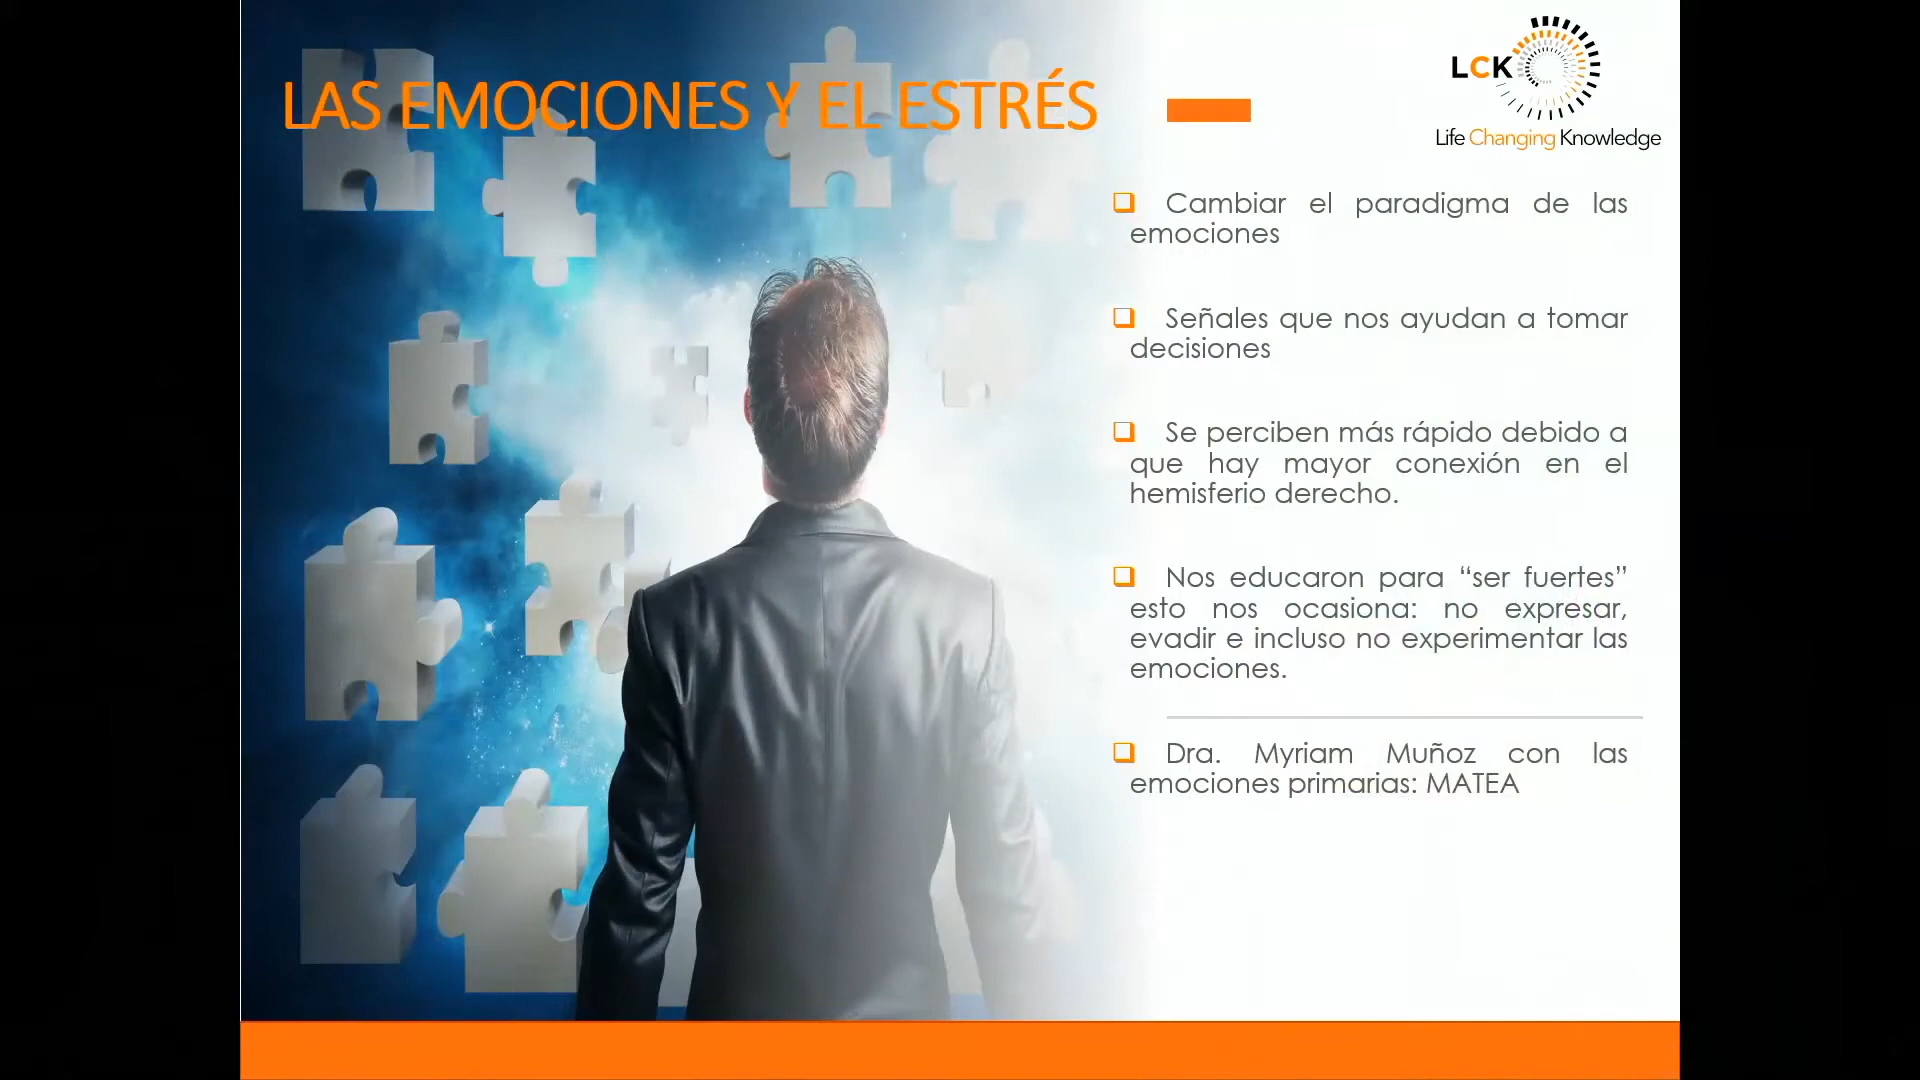 LAS EMOCIONES Y EL ESTRÉS
LCK
Life Changing Knowledge
❑ Cambiar el paradigma de las
emociones
❑ Señales que nos ayudan a tomar
decisiones
❑ Se perciben más rápido debido a
que hay mayor conexión en el
hemisferio derecho.
❑ Nos educaron para “ser fuertes”
esto nos ocasiona: no expresar,
evadir e incluso no experimentar las
emociones.
❑ Dra. Myriam Muñoz con las
emociones primarias: MATEA